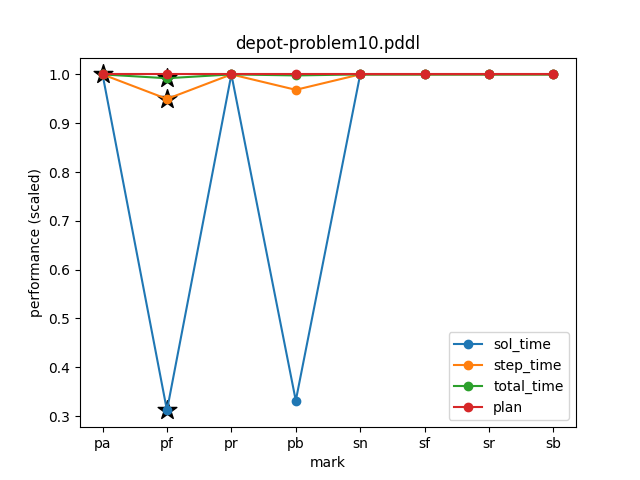 depot-problem10.pddl
performance (scaled)
1.0
0.9
0.8
0.7
0.6
0.5
0.4
0.3
sol_time
step_time
total_time
plan
pa pf pr pb sn sf sr sb
mark